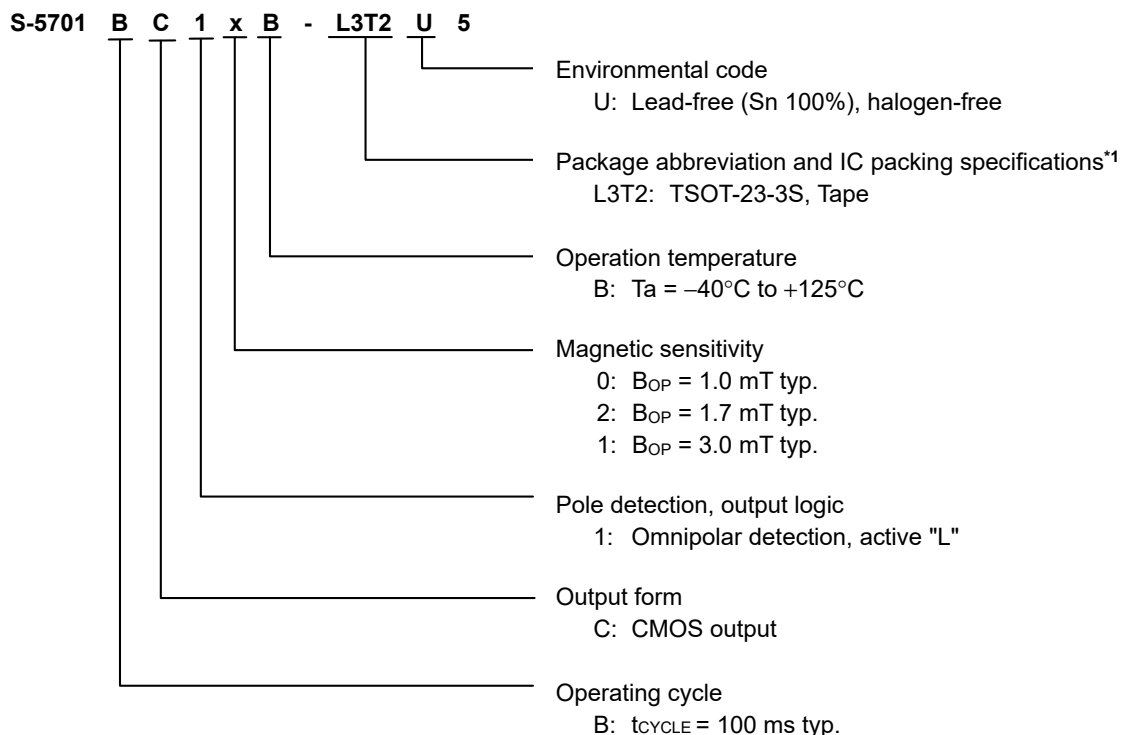 S-5701 B C 1 x B - L3T2 U 5
Environmental code
U: Lead-free (Sn 100%), halogen-free
Package abbreviation and IC packing specifications*1
L3T2: TSOT-23-3S, Tape
Operation temperature
B: Ta = −40°C to +125°C
Magnetic sensitivity
0: BOP = 1.0 mT typ.
2: BOP = 1.7 mT typ.
1: BOP = 3.0 mT typ.
Pole detection, output logic
1: Omnipolar detection, active "L"
Output form
C: CMOS output
Operating cycle
B: tCYCLE = 100 ms typ.